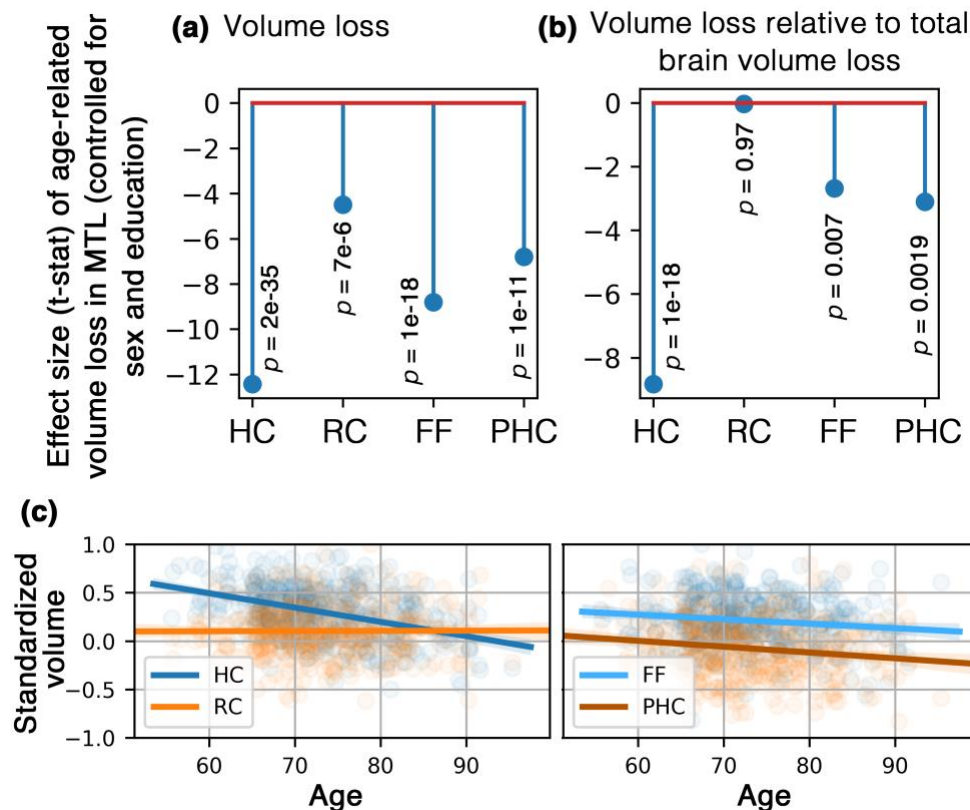 (a) Volume loss
(b) Volume loss relative to total
brain volume loss
Effect size (t-stat) of age-related
volume loss in MTL (controlled for
sex and education)
0
−2
−4
−6
−8
−10
−12
p = 2e-35
p = 7e-6
p = 1e-18
p = 1e-11
HC RC FF PHC
0
−2
−4
−6
−8
p = 1e-18
p = 0.97
p = 0.007
p = 0.0019
HC RC FF PHC
(c)
Standardized
volume
1.0
0.5
0.0
−0.5
−1.0
HC
RC
60 70 80 90
Age
FF
PHC
60 70 80 90
Age